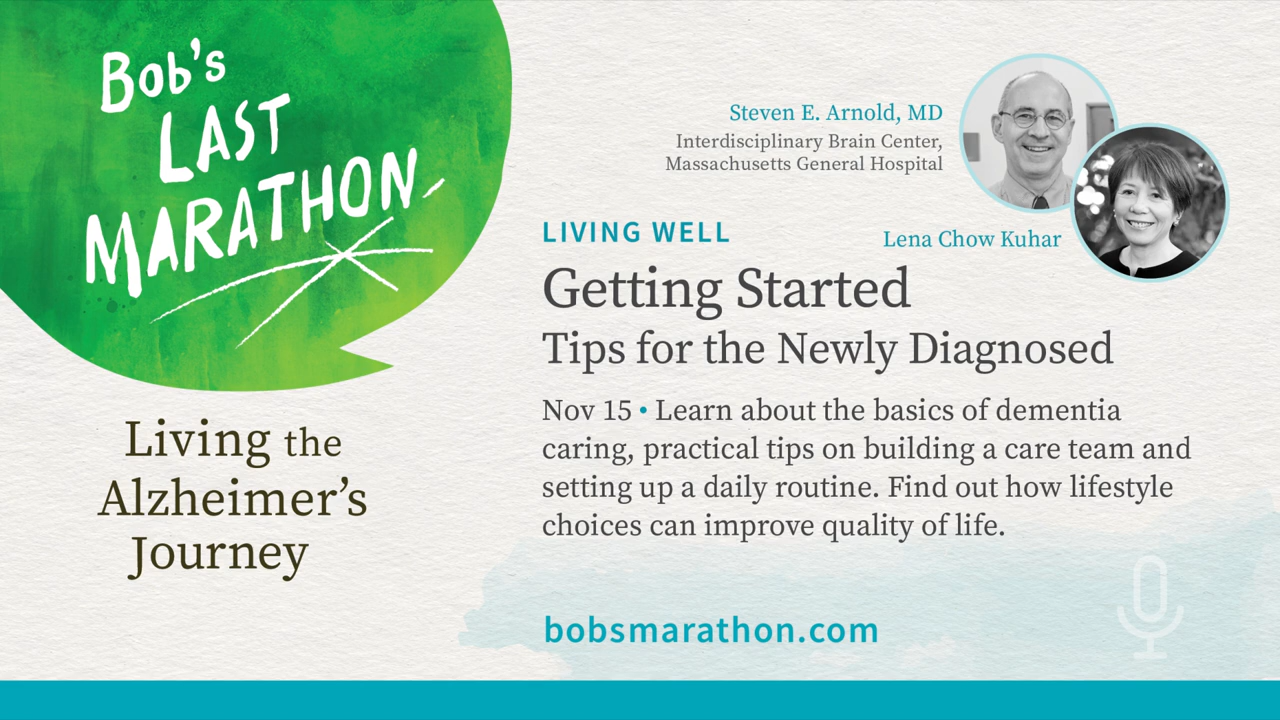 Bob's
LAST
MARATHON
Living the
Alzheimer's
Journey
Steven E. Arnold, MD
Interdisciplinary Brain Center,
Massachusetts General Hospital
Lena Chow Kuhar
LIVING WELL
Getting Started
Tips for the Newly Diagnosed
Nov 15 • Learn about the basics of dementia
caring, practical tips on building a care team and
setting up a daily routine. Find out how lifestyle
choices can improve quality of life.
bobsmarathon.com